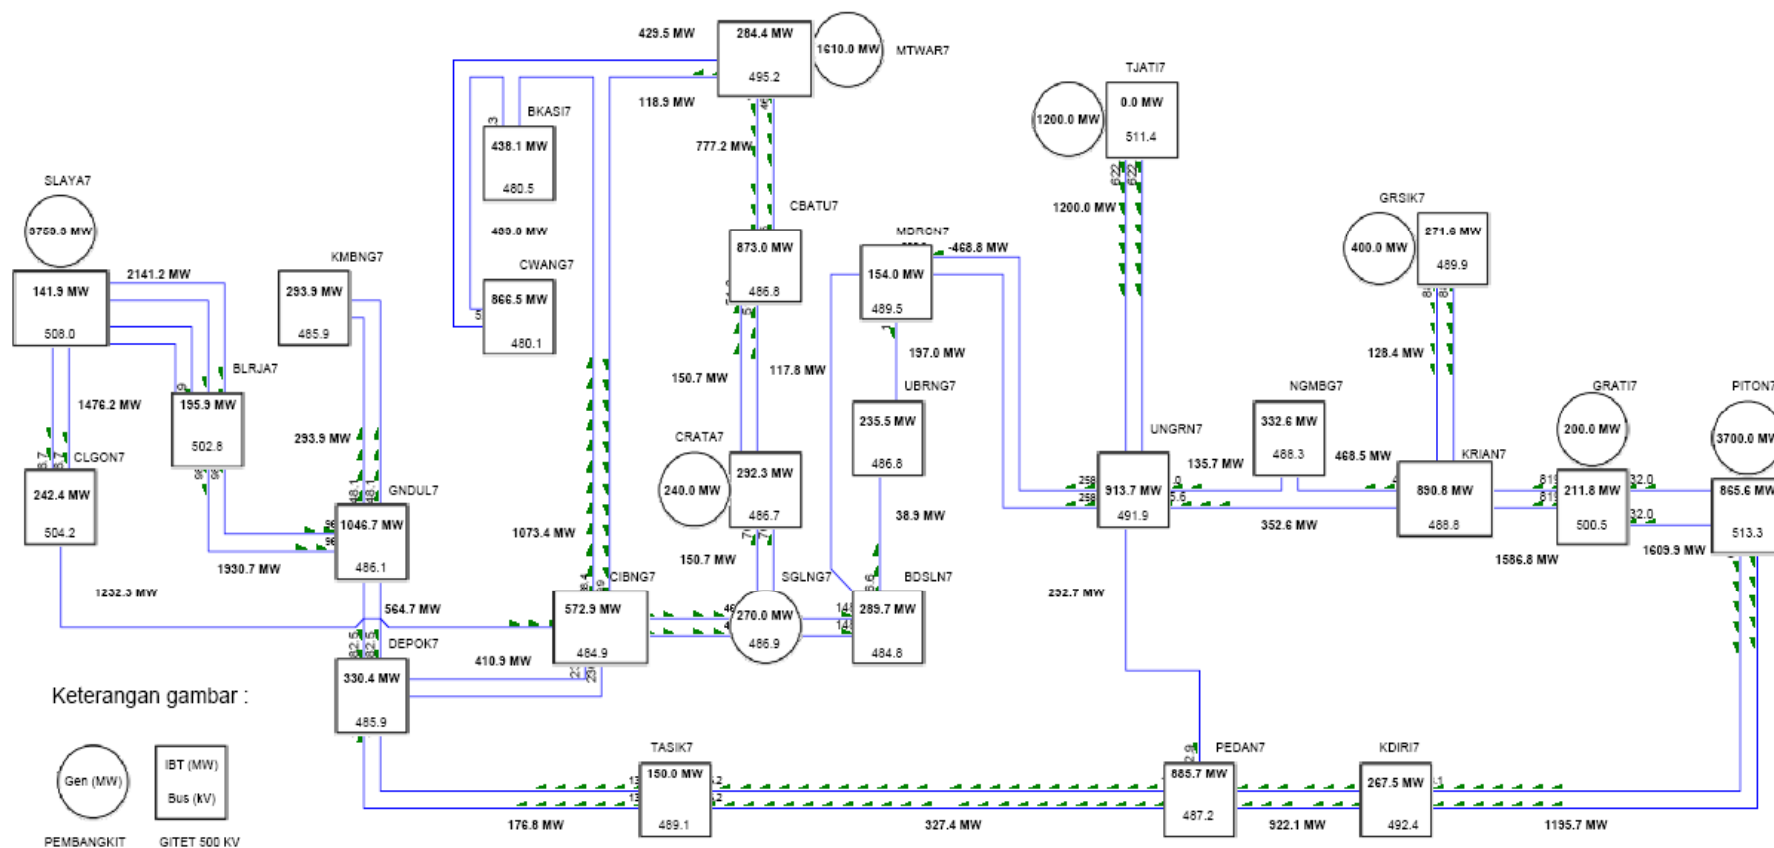 429.5 MW
284.4 MW
495.2
1610.0 MW
MTWAR7
118.9 MW
BKASI7
438.1 MW
480.5
777.2 MW
TJATI7
0.0 MW
511.4
1200.0 MW
622
622
1200.0 MW
SLAYA7
CBATU7
873.0 MW
486.8
MDRCN7
-468.8 MW
154.0 MW
489.5
GRSIK7
271.6 MW
489.9
400.0 MW
2141.2 MW
141.9 MW
508.0
KMBNG7
293.9 MW
485.9
CWANG7
866.5 MW
480.1
BLRJA7
195.9 MW
502.8
1476.2 MW
293.9 MW
150.7 MW
117.8 MW
197.0 MW
UBRNG7
235.5 MW
486.8
128.4 MW
NGMBG7
332.6 MW
488.3
GRATI7
200.0 MW
PITON7
3700.0 MW
CLGON7
242.4 MW
504.2
GNDUL7
1046.7 MW
486.1
CRATA7
292.3 MW
486.7
240.0 MW
UNGRN7
913.7 MW
491.9
135.7 MW
468.5 MW
KRIAN7
890.8 MW
488.8
211.8 MW
500.5
32.0
32.0
865.6 MW
513.3
1073.4 MW
38.9 MW
352.6 MW
1586.8 MW
1609.9 MW
1930.7 MW
150.7 MW
564.7 MW
CIBNG7
572.9 MW
484.9
SGLNG7
270.0 MW
486.9
BDSLN7
289.7 MW
484.8
DEPOK7
330.4 MW
485.9
410.9 MW
Keterangan gambar :
Gen (MW)
IBT (MW)
Bus (kV)
PEMBANGKIT
GITET 500 KV
TASIK7
150.0 MW
489.1
PEDAN7
885.7 MW
487.2
KDIRI7
267.5 MW
492.4
176.8 MW
327.4 MW
922.1 MW
1195.7 MW